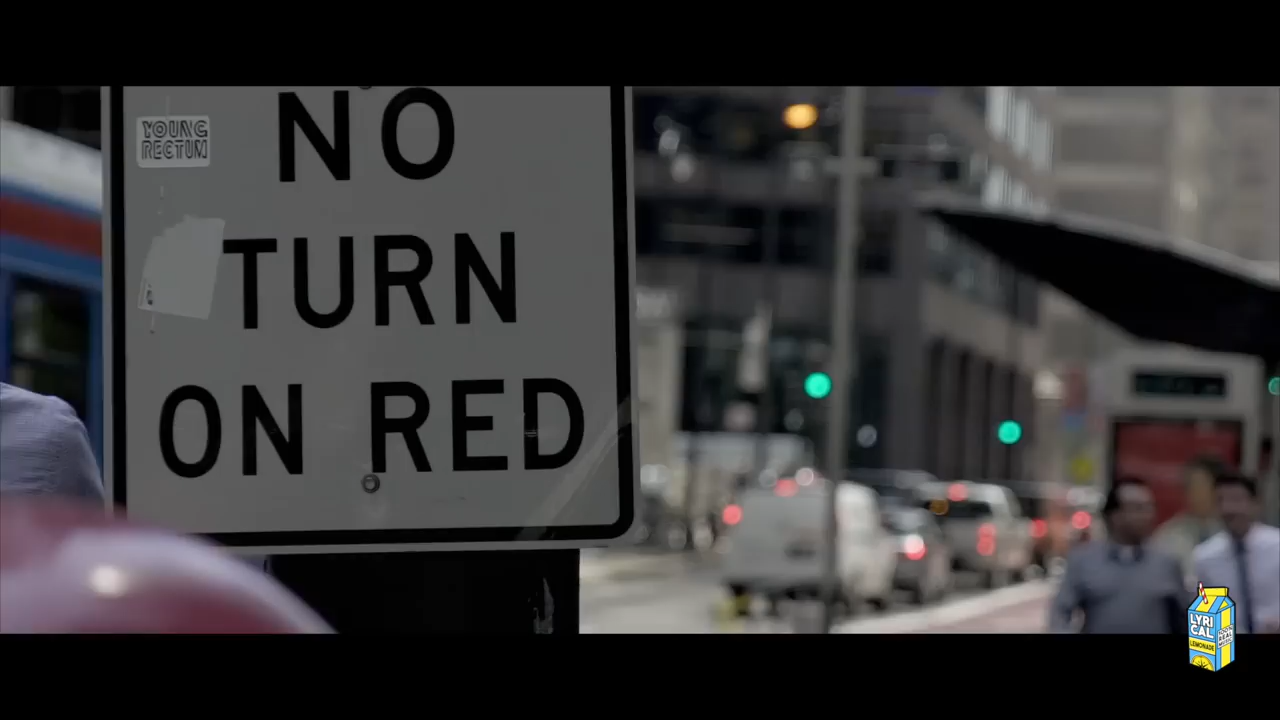 YOUNG
RECTUM
NO
TURN
ON RED
LYRI
CAL
LEMONADE